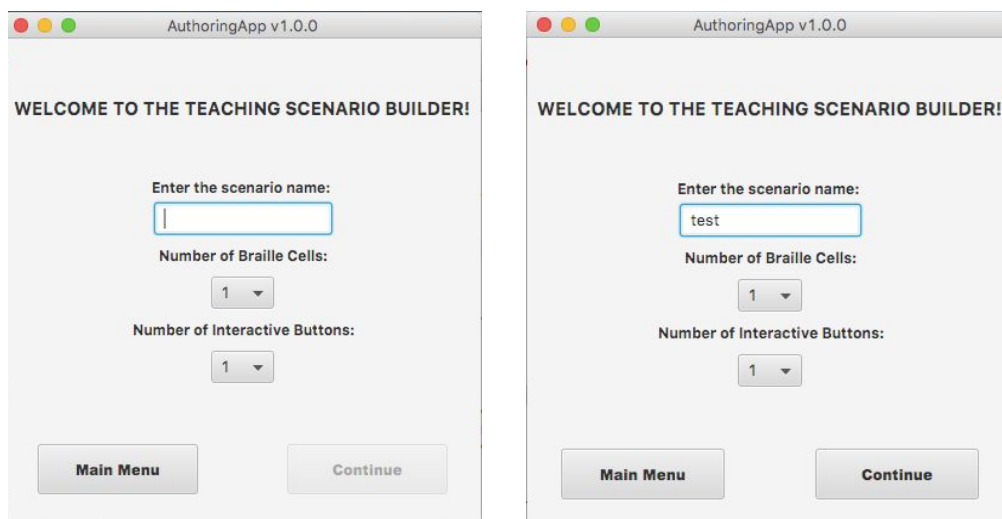 AuthoringApp v1.0.0
WELCOME TO THE TEACHING SCENARIO BUILDER!
Enter the scenario name:
Number of Braille Cells:
1
Number of Interactive Buttons:
1
Main Menu Continue
AuthoringApp v1.0.0
WELCOME TO THE TEACHING SCENARIO BUILDER!
Enter the scenario name:
test
Number of Braille Cells:
1
Number of Interactive Buttons:
1
Main Menu Continue